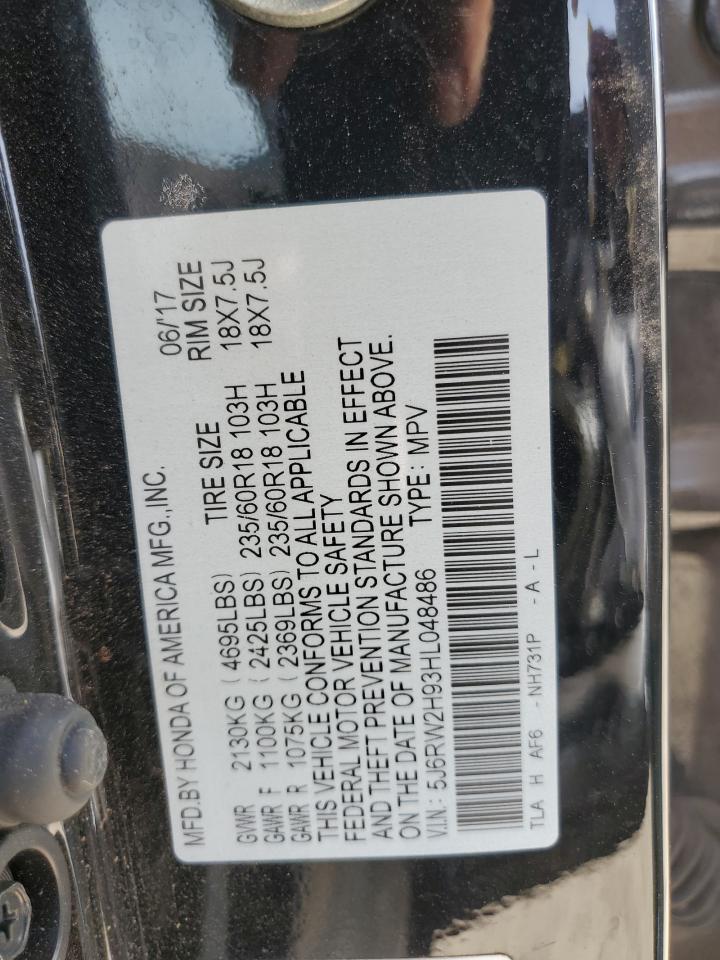 MFD.BY HONDA OF AMERICA MFG.,INC. 06/'17
TIRE SIZE RIM SIZE
GVWR 2130KG (4695LBS)
GAWR F 1100KG (2425LBS) 235/60R18 103H 18X7.5J
GAWR R 1075KG (2369LBS) 235/60R18 103H 18X7.5J
THIS VEHICLE CONFORMS TO ALL APPLICABLE
FEDERAL MOTOR VEHICLE SAFETY
AND THEFT PREVENTION STANDARDS IN EFFECT
ON THE DATE OF MANUFACTURE SHOWN ABOVE.
V.I.N.: 5J6RW2H93HL048486 TYPE: MPV
TLA H AF6 - NH731P - A - L